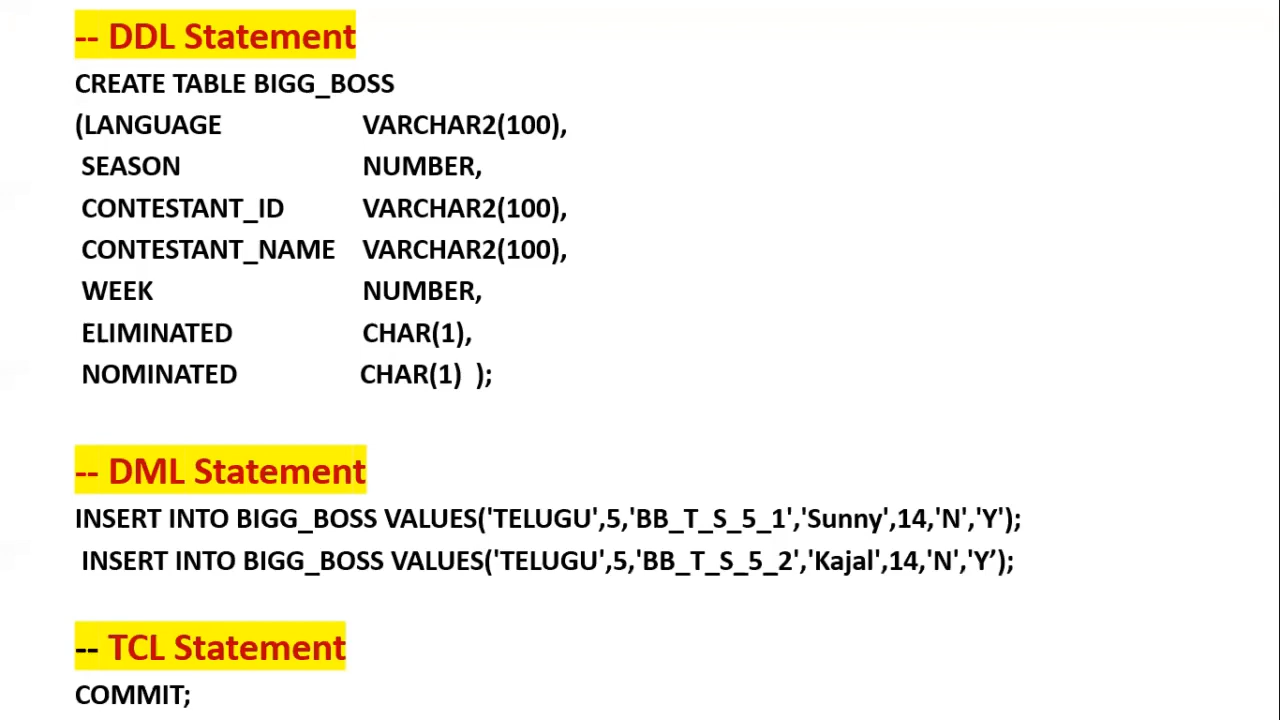 -- DDL Statement
CREATE TABLE BIGG_BOSS
(LANGUAGE VARCHAR2(100),
SEASON NUMBER,
CONTESTANT_ID VARCHAR2(100),
CONTESTANT_NAME VARCHAR2(100),
WEEK NUMBER,
ELIMINATED CHAR(1),
NOMINATED CHAR(1) );
-- DML Statement
INSERT INTO BIGG_BOSS VALUES('TELUGU',5,'BB_T_S_5_1','Sunny',14,'N','Y');
INSERT INTO BIGG_BOSS VALUES('TELUGU',5,'BB_T_S_5_2','Kajal',14,'N','Y’);
-- TCL Statement
COMMIT;